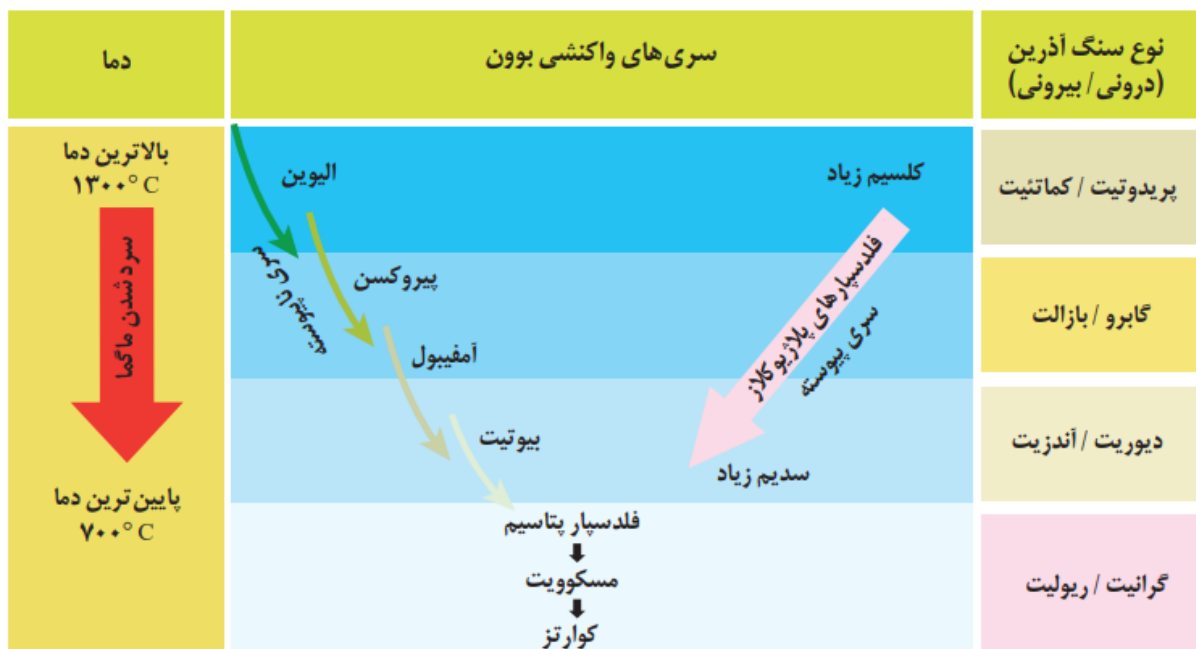 نوع سنگ آذرین
(درونی / بیرونی)
سری‌های واکنشی بوون
دما
پریدوتیت / کماتئیت
گابرو / بازالت
دیوریت / آندزیت
گرانیت / ریولیت
کلسیم زیاد
فلدسپارهای پلاژیوکلاز
سری پیوسته
سدیم زیاد
الیوین
پیروکسن
آمفیبول
بیوتیت
سری ناپیوسته
فلدسپار پتاسیم
مسکوویت
کوارتز
بالاترین دما
۱۳۰۰° C
سرد شدن ماگما
پایین‌ترین دما
۷۰۰° C